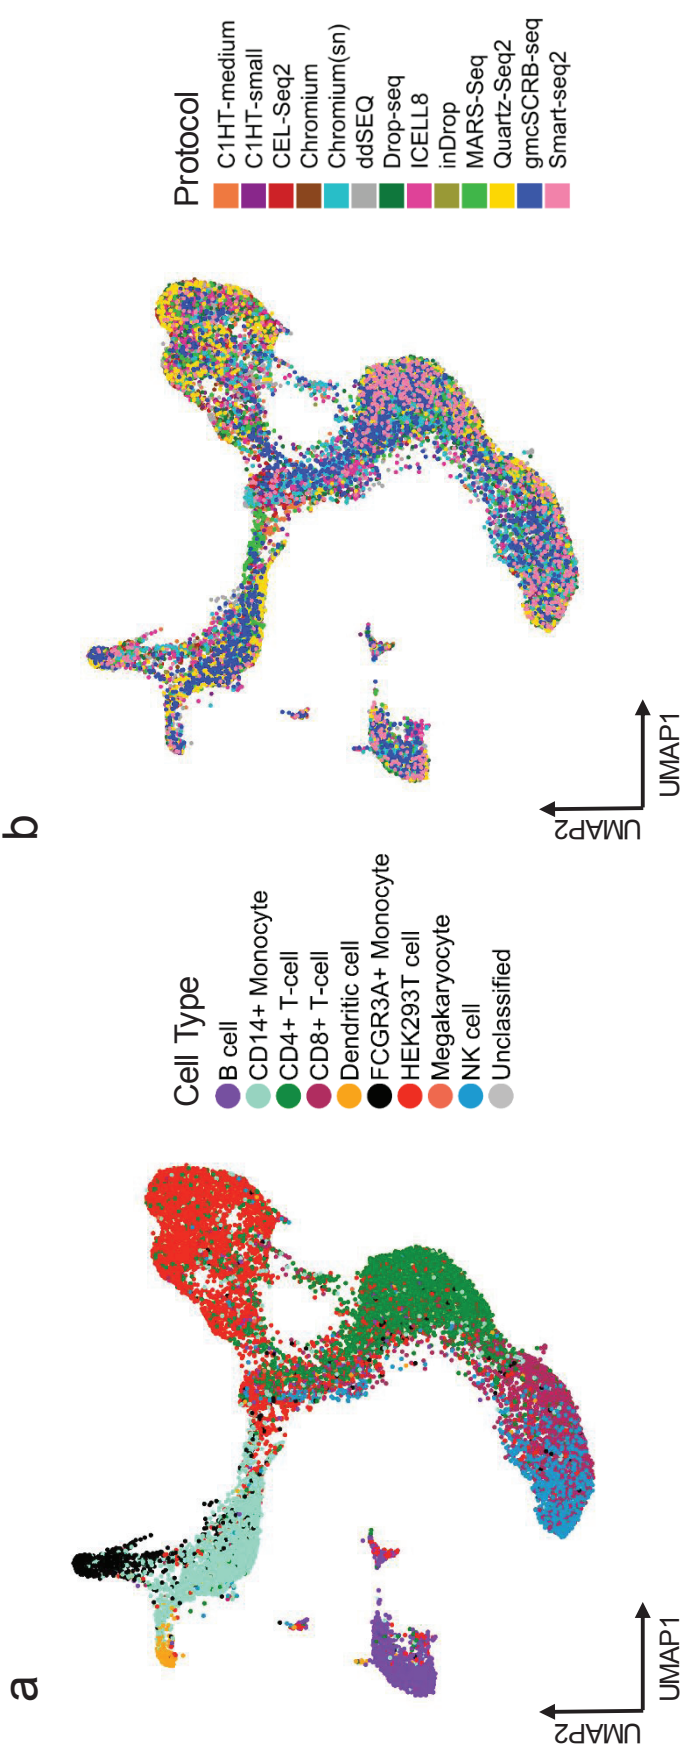 a
Cell Type
B cell
CD14+ Monocyte
CD4+ T-cell
CD8+ T-cell
Dendritic cell
FCGR3A+ Monocyte
HEK293T cell
Megakaryocyte
NK cell
Unclassified
UMAP2
UMAP1
b
Protocol
C1HT-medium
C1HT-small
CEL-Seq2
Chromium
Chromium(sn)
ddSEQ
Drop-seq
ICELL8
inDrop
MARS-Seq
Quartz-Seq2
gmcSCRB-seq
Smart-seq2
UMAP2
UMAP1